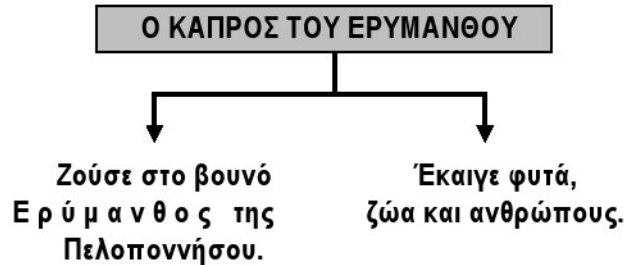 Ο ΚΑΠΡΟΣ ΤΟΥ ΕΡΥΜΑΝΘΟΥ
Ζούσε στο βουνό
Ερύμανθος της
Πελοποννήσου.
Έκαιγε φυτά,
ζώα και ανθρώπους.